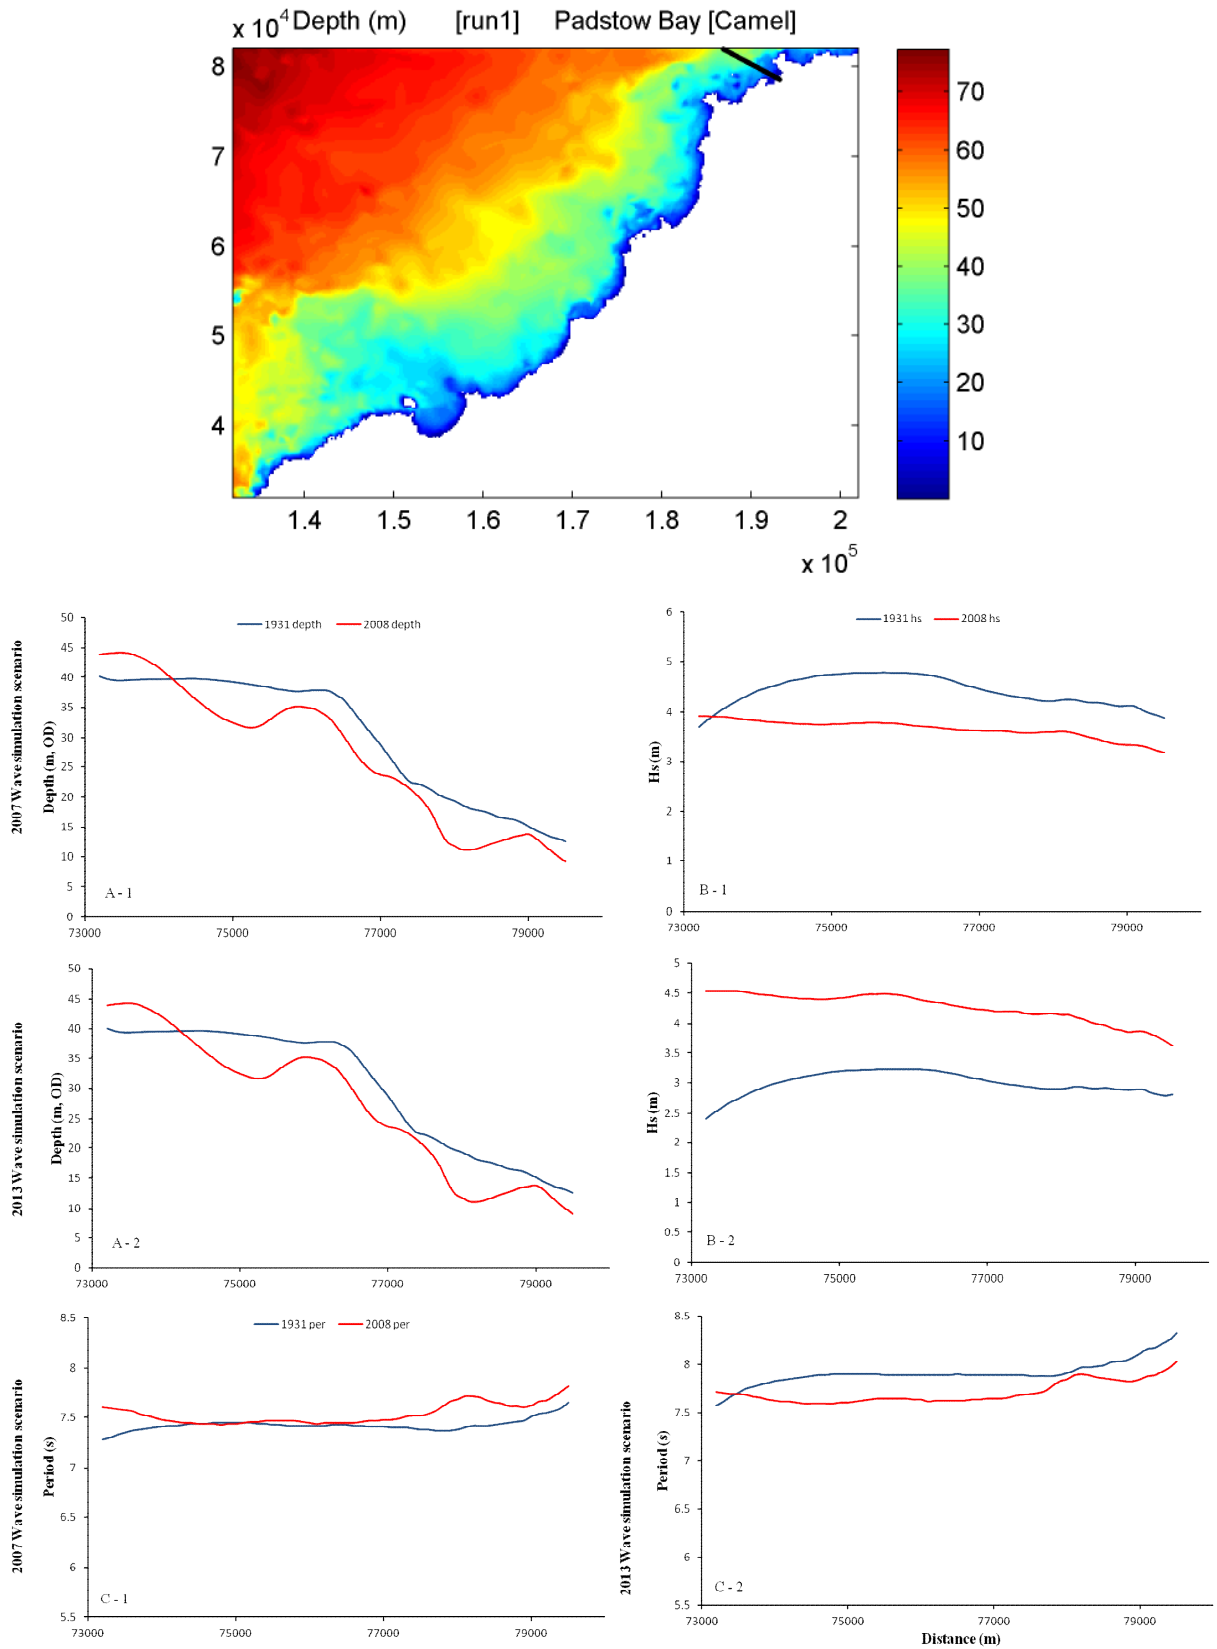 x 10⁴ Depth (m) [run1] Padstow Bay [Camel]
8
7
6
5
4
1.4 1.5 1.6 1.7 1.8 1.9 2
x 10⁵
70
60
50
40
30
20
10
2007 Wave simulation scenario
Depth (m, OD)
1931 depth 2008 depth
50
45
40
35
30
25
20
15
10
5
0
A - 1
73000 75000 77000 79000
Hs (m)
1931 hs 2008 hs
6
5
4
3
2
1
0
B - 1
73000 75000 77000 79000
2013 Wave simulation scenario
Depth (m, OD)
50
45
40
35
30
25
20
15
10
5
0
A - 2
73000 75000 77000 79000
Hs (m)
5
4.5
4
3.5
3
2.5
2
1.5
1
0.5
0
B - 2
73000 75000 77000 79000
2007 Wave simulation scenario
Period (s)
1931 per 2008 per
8.5
8
7.5
7
6.5
6
5.5
C - 1
73000 75000 77000 79000
2013 Wave simulation scenario
Period (s)
8.5
8
7.5
7
6.5
6
5.5
C - 2
73000 75000 77000 79000
Distance (m)